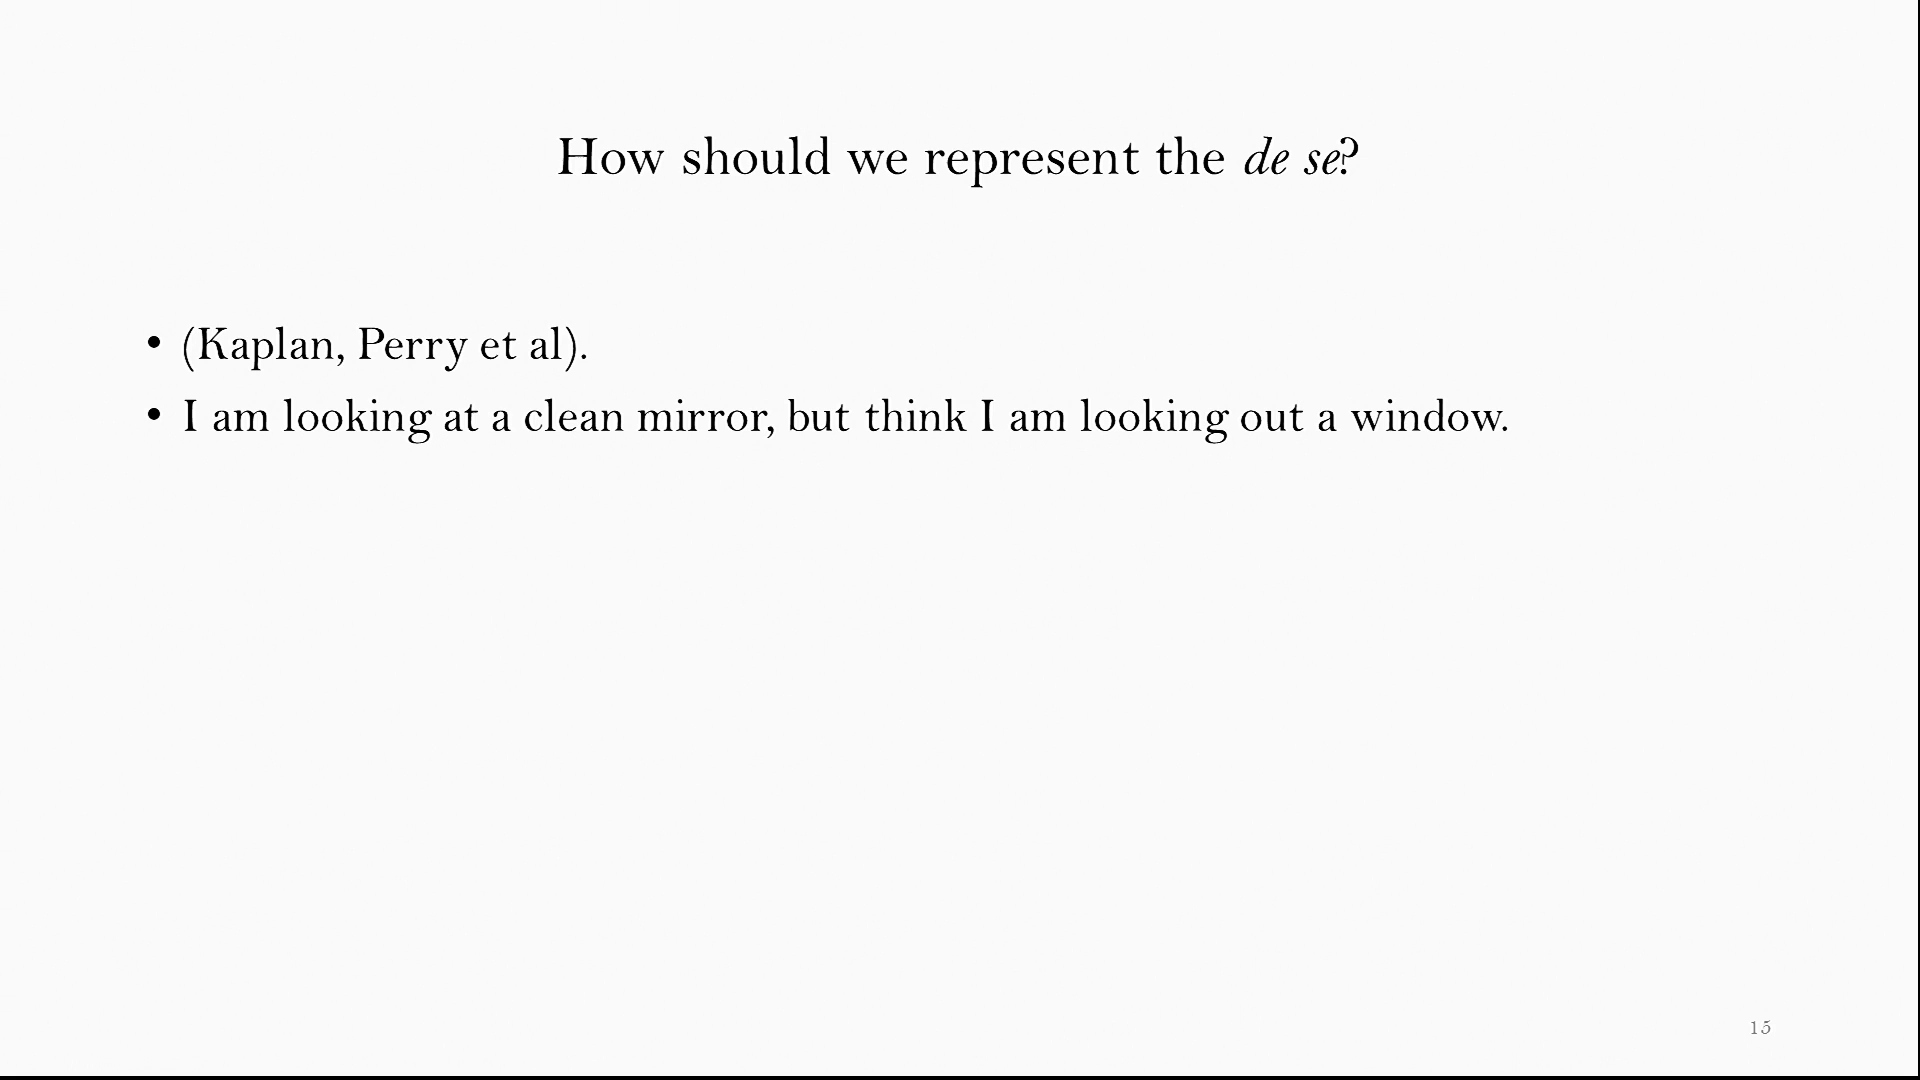 How should we represent the de se?
• (Kaplan, Perry et al).
• I am looking at a clean mirror, but think I am looking out a window.
15